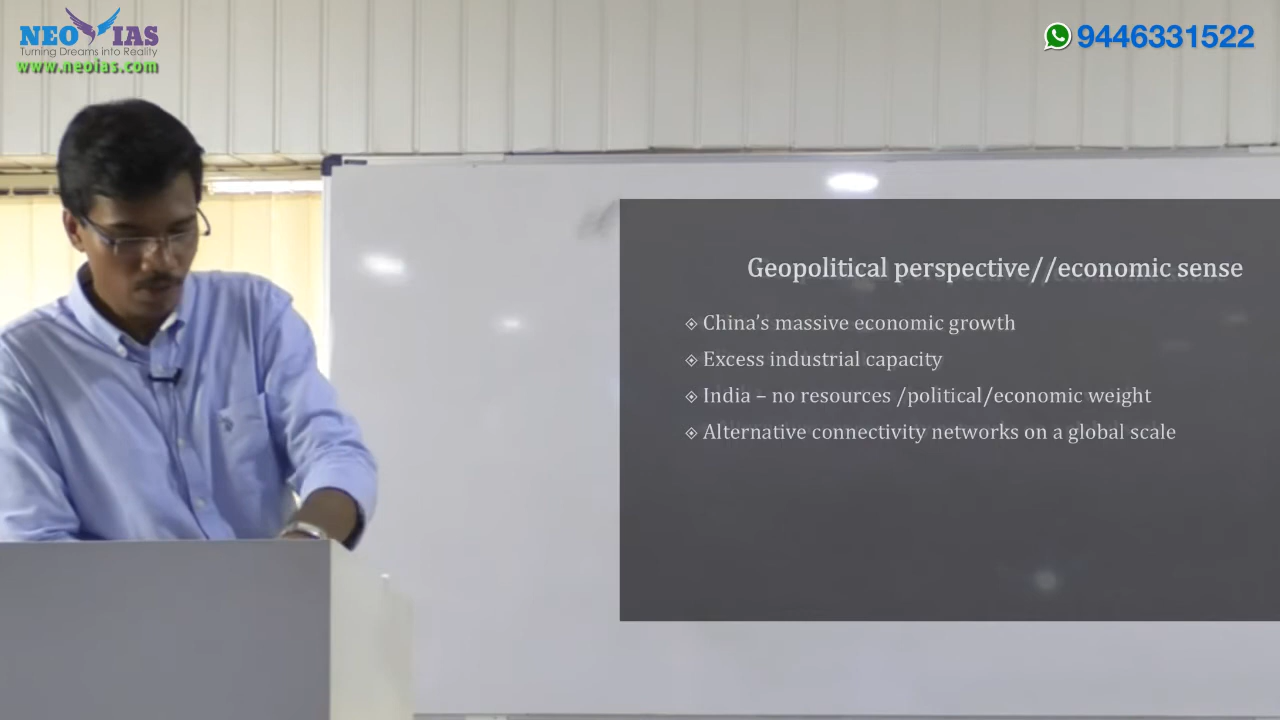 NEO IAS
Turning Dreams into Reality
www.neoias.com
9446331522
Geopolitical perspective//economic sense
China’s massive economic growth
Excess industrial capacity
India – no resources /political/economic weight
Alternative connectivity networks on a global scale